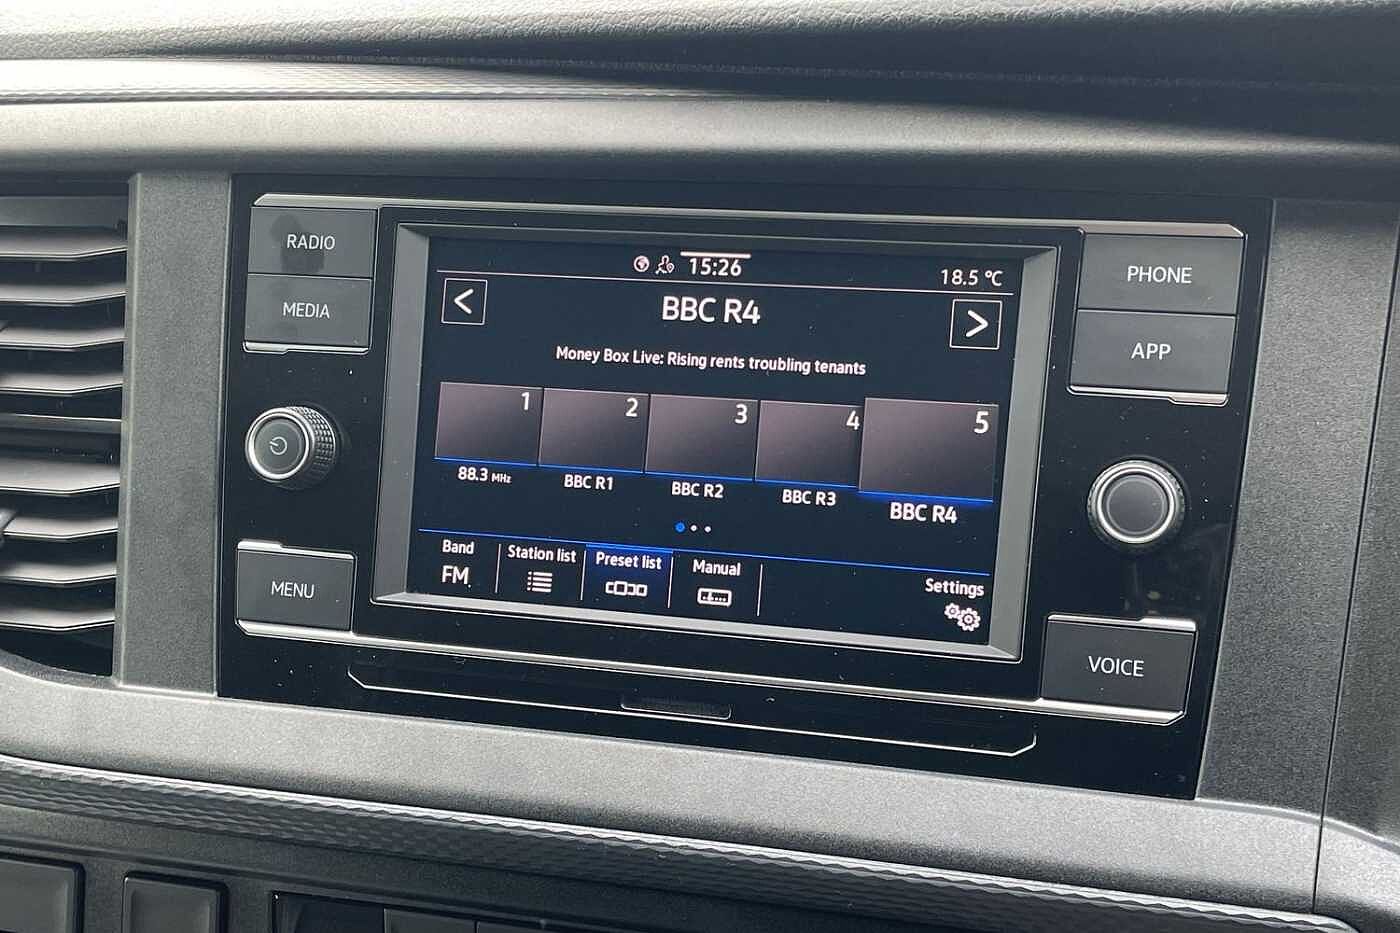 RADIO
MEDIA
MENU
15:26
18.5 °C
<
BBC R4
>
Money Box Live: Rising rents troubling tenants
1
2
3
4
5
88.3 MHz
BBC R1
BBC R2
BBC R3
BBC R4
Band
FM
Station list
Preset list
Manual
Settings
PHONE
APP
VOICE